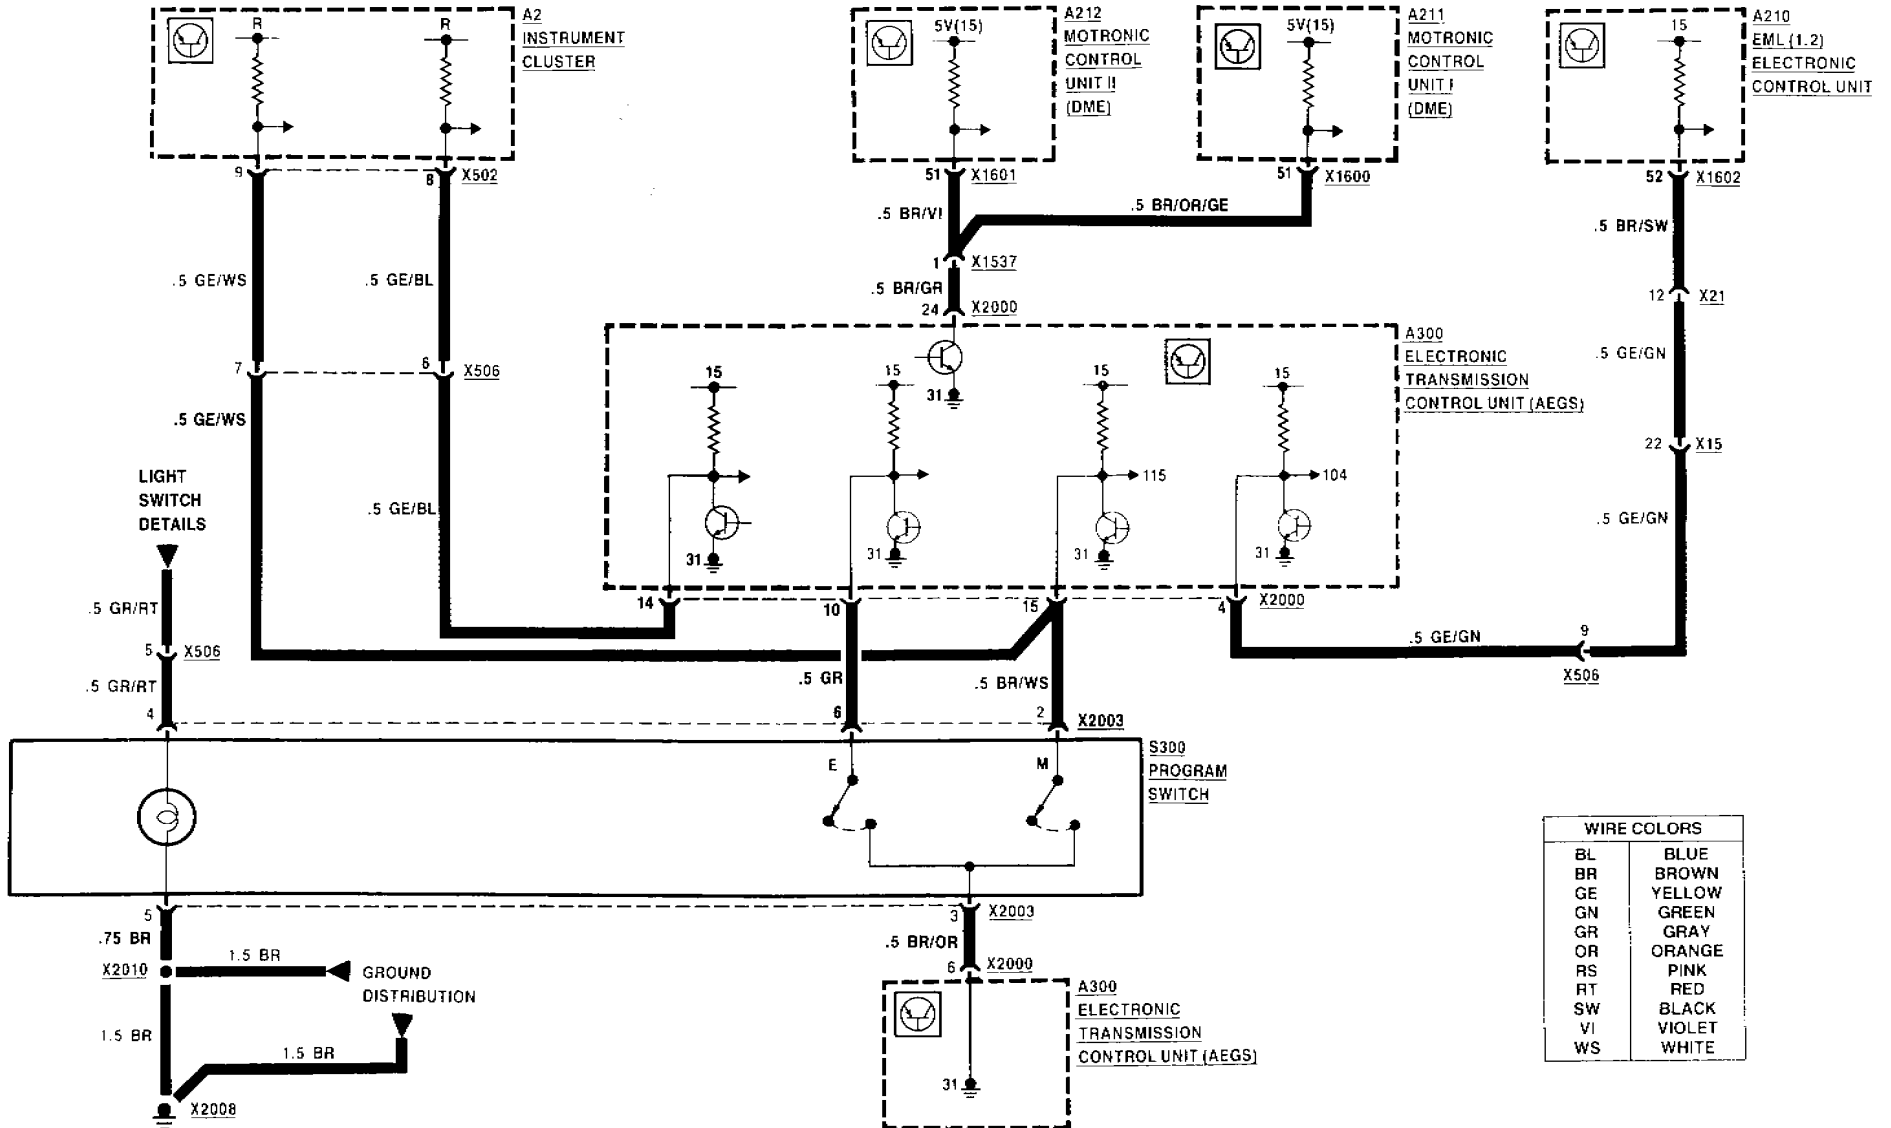 R
R
A2
INSTRUMENT
CLUSTER
5V(15)
A212
MOTRONIC
CONTROL
UNIT II
(DME)
5V(15)
A211
MOTRONIC
CONTROL
UNIT I
(DME)
15
A210
EML (1.2)
ELECTRONIC
CONTROL UNIT
9
8
X502
51
X1601
51
X1600
52
X1602
.5 BR/VI
.5 BR/OR/GE
.5 BR/SW
.5 GE/WS
.5 GE/BL
1
X1537
.5 BR/GR
24
X2000
12
X21
7
6
X506
.5 GE/WS
15
15
31
15
15
A300
ELECTRONIC
TRANSMISSION
CONTROL UNIT (AEGS)
.5 GE/GN
22
X15
LIGHT
SWITCH
DETAILS
.5 GE/BL
115
104
.5 GE/GN
31
31
31
31
.5 GR/RT
14
10
15
4
X2000
5
X506
.5 GE/GN
9
X506
.5 GR/RT
.5 GR
.5 BR/WS
4
6
2
X2003
E
M
S300
PROGRAM
SWITCH
5
3
X2003
.75 BR
.5 BR/OR
X2010
1.5 BR
GROUND
DISTRIBUTION
6
X2000
A300
ELECTRONIC
TRANSMISSION
CONTROL UNIT (AEGS)
1.5 BR
1.5 BR
31
X2008
WIRE COLORS
BL BLUE
BR BROWN
GE YELLOW
GN GREEN
GR GRAY
OR ORANGE
RS PINK
RT RED
SW BLACK
VI VIOLET
WS WHITE